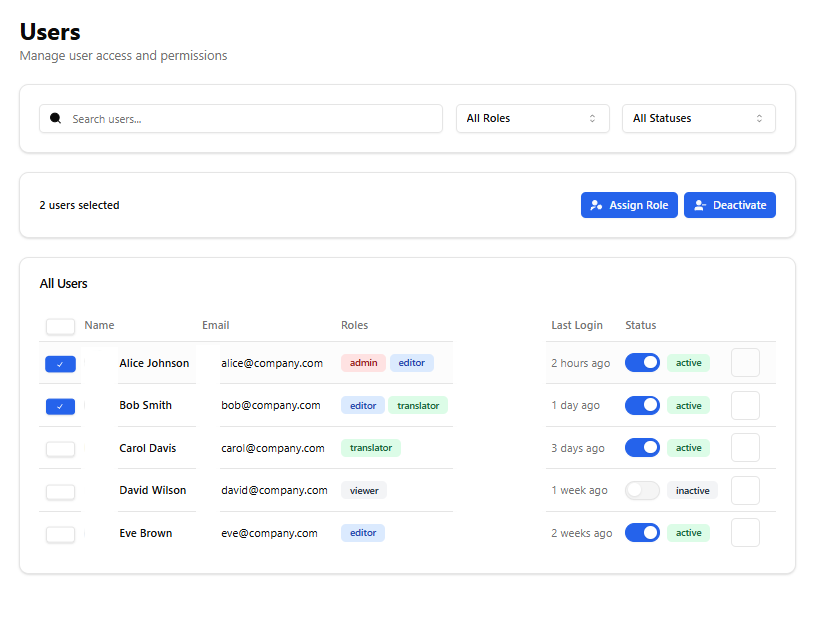 Users
Manage user access and permissions
Search users...
All Roles
All Statuses
2 users selected
Assign Role
Deactivate
All Users
Name Email Roles Last Login Status
Alice Johnson alice@company.com admin editor 2 hours ago active
Bob Smith bob@company.com editor translator 1 day ago active
Carol Davis carol@company.com translator 3 days ago active
David Wilson david@company.com viewer 1 week ago inactive
Eve Brown eve@company.com editor 2 weeks ago active